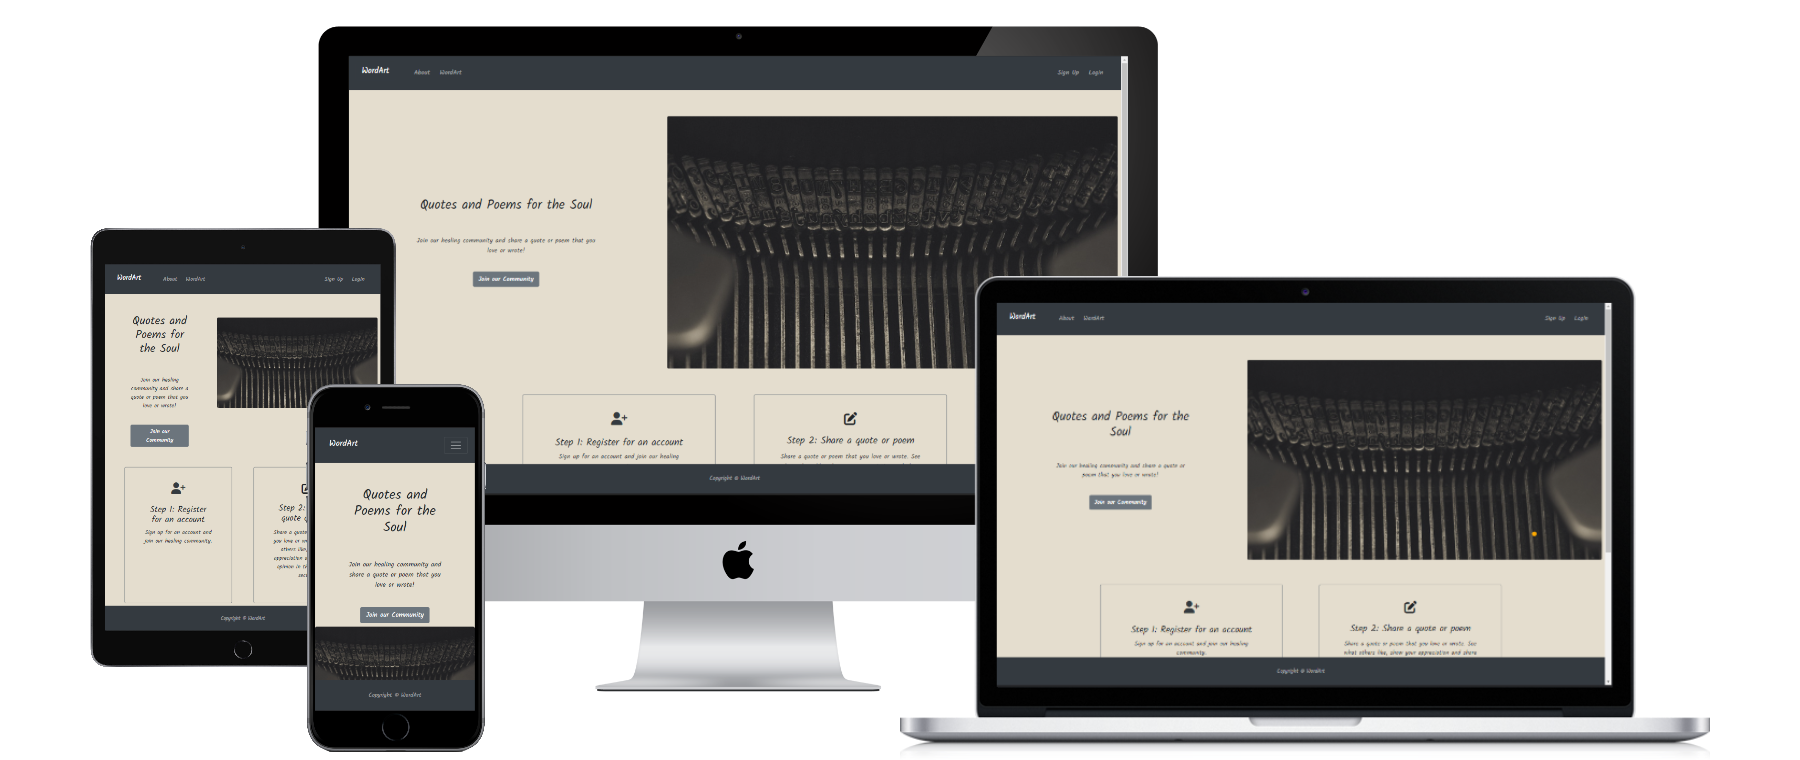 WordArt About WordArt Sign Up Login
Quotes and Poems for the Soul
Join our healing community and share a quote or poem that you
love or wrote!
Join our Community
Step 1: Register for an account
Sign up for an account and join our healing
Step 2: Share a quote or poem
Share a quote or poem that you love or wrote. See
Copyright © WordArt
WordArt About WordArt Sign Up Login
Quotes and
Poems for
the Soul
Join our healing
community and share a
quote or poem that you
love or wrote!
Join our
Community
Step 1: Register
for an account
Sign up for an account and
join our healing community.
Step 2:
quote
Share a quote
you love or
others like,
appreciation
opinion in
Copyright © WordArt
WordArt
Quotes and
Poems for the
Soul
Join our healing community and
share a quote or poem that you
love or wrote!
Join our Community
Copyright © WordArt
WordArt About WordArt Sign Up Login
Quotes and Poems for the
Soul
Join our healing community and share a quote or
poem that you love or wrote!
Join our Community
Step 1: Register for an account
Sign up for an account and join our healing
community.
Step 2: Share a quote or poem
Share a quote or poem that you love or wrote. See
what others like, show your appreciation and share
Copyright © WordArt